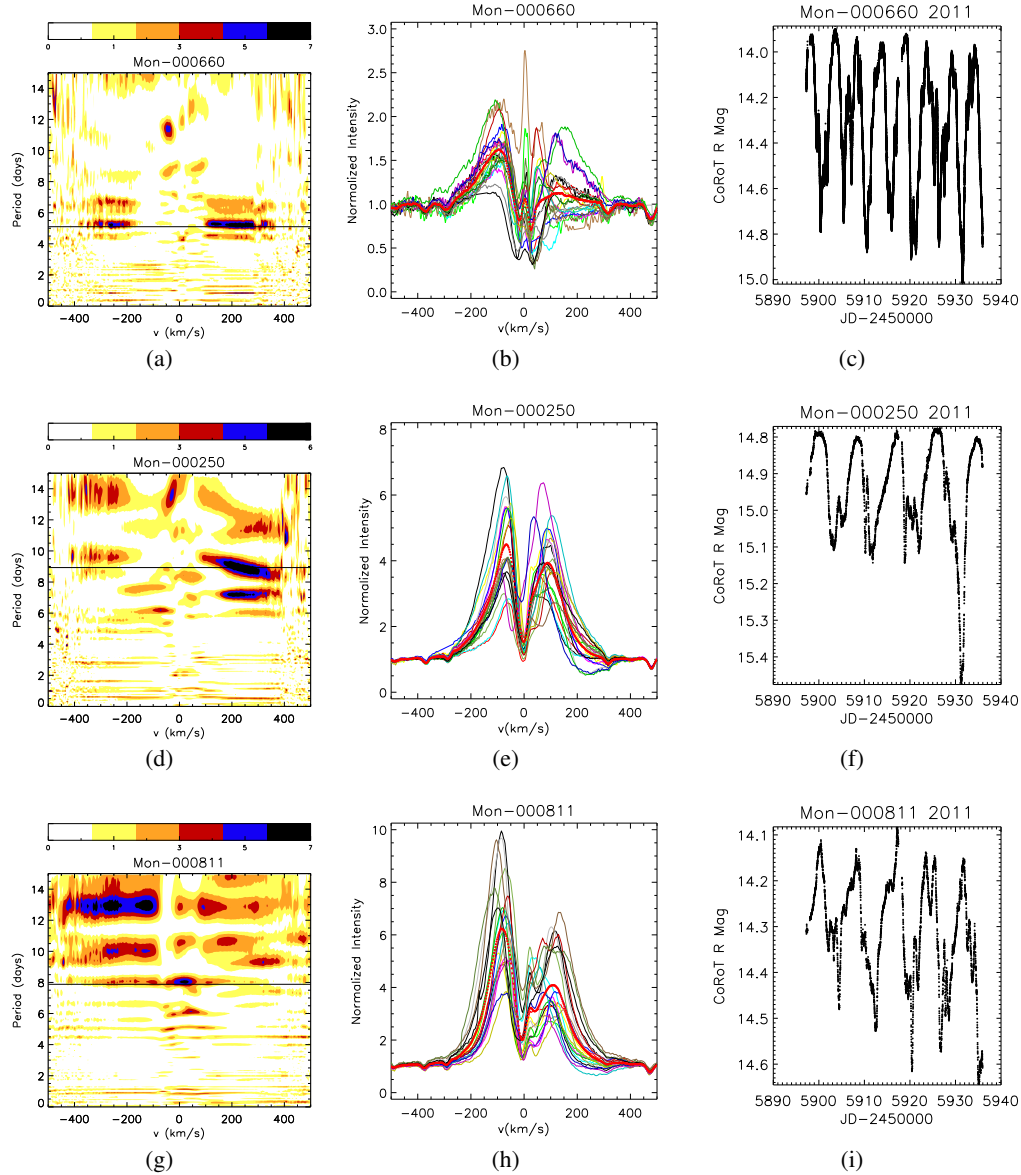 0 1 3 5 7
Mon-000660
Period (days)
14
12
10
8
6
4
2
0
−400 −200 0 200 400
v (km/s)
(a)
Mon-000660
Normalized Intensity
3.0
2.5
2.0
1.5
1.0
0.5
0.0
−400 −200 0 200 400
v(km/s)
(b)
Mon-000660 2011
CoRoT R Mag
14.0
14.2
14.4
14.6
14.8
15.0
5890 5900 5910 5920 5930 5940
JD-2450000
(c)
0 2 3 5 6
Mon-000250
Period (days)
14
12
10
8
6
4
2
0
−400 −200 0 200 400
v (km/s)
(d)
Mon-000250
Normalized Intensity
8
6
4
2
0
−400 −200 0 200 400
v(km/s)
(e)
Mon-000250 2011
CoRoT R Mag
14.8
14.9
15.0
15.1
15.2
15.3
15.4
5890 5900 5910 5920 5930 5940
JD-2450000
(f)
0 1 3 5 7
Mon-000811
Period (days)
14
12
10
8
6
4
2
0
−400 −200 0 200 400
v (km/s)
(g)
Mon-000811
Normalized Intensity
10
8
6
4
2
0
−400 −200 0 200 400
v(km/s)
(h)
Mon-000811 2011
CoRoT R Mag
14.1
14.2
14.3
14.4
14.5
14.6
5890 5900 5910 5920 5930 5940
JD-2450000
(i)